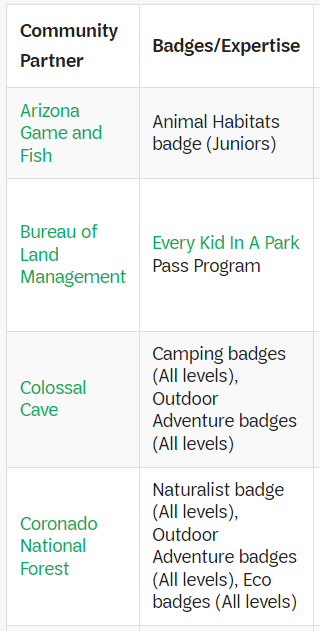 Community
Partner
Badges/Expertise
Arizona
Game and
Fish
Animal Habitats
badge (Juniors)
Bureau of
Land
Management
Every Kid In A Park
Pass Program
Colossal
Cave
Camping badges
(All levels),
Outdoor
Adventure badges
(All levels)
Coronado
National
Forest
Naturalist badge
(All levels),
Outdoor
Adventure badges
(All levels), Eco
badges (All levels)